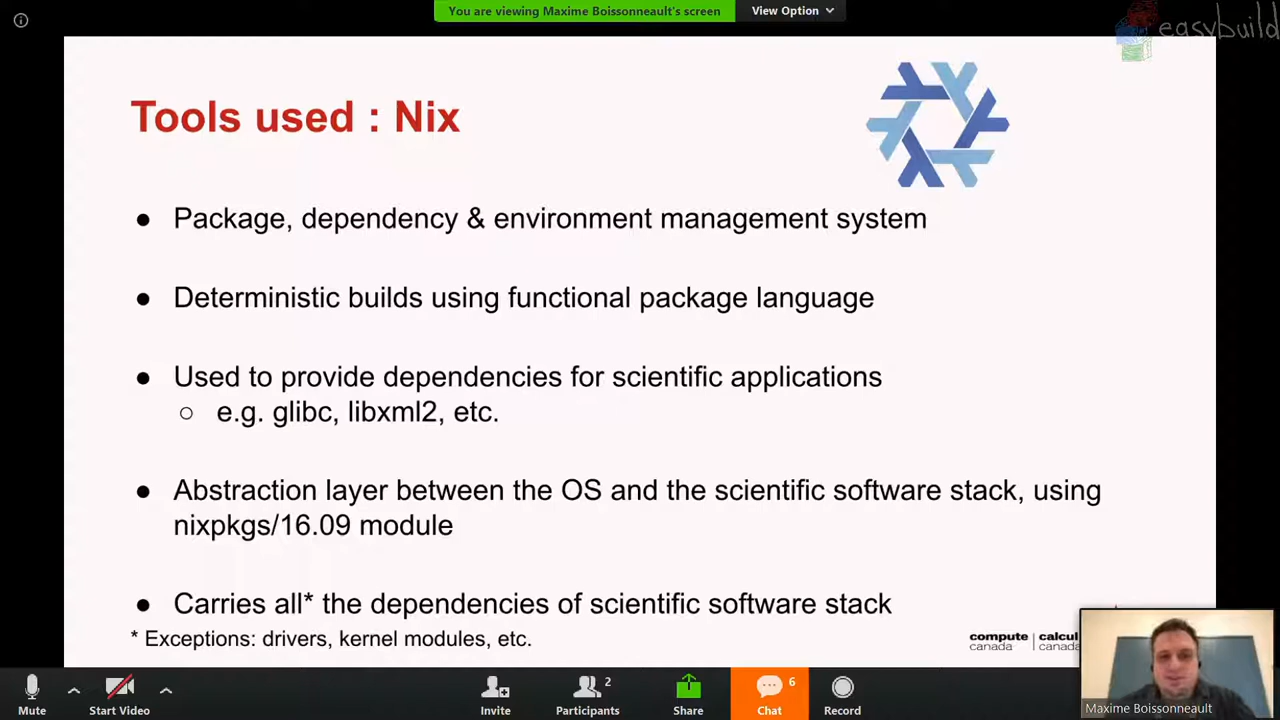 You are viewing Maxime Boissonneault's screen
View Option
easybuild
Tools used : Nix
● Package, dependency & environment management system
● Deterministic builds using functional package language
● Used to provide dependencies for scientific applications
○ e.g. glibc, libxml2, etc.
● Abstraction layer between the OS and the scientific software stack, using
nixpkgs/16.09 module
● Carries all* the dependencies of scientific software stack
* Exceptions: drivers, kernel modules, etc.
compute | calcul
canada | canada
Maxime Boissonneault
Mute
Start Video
Invite
2
Participants
Share
6
Chat
Record